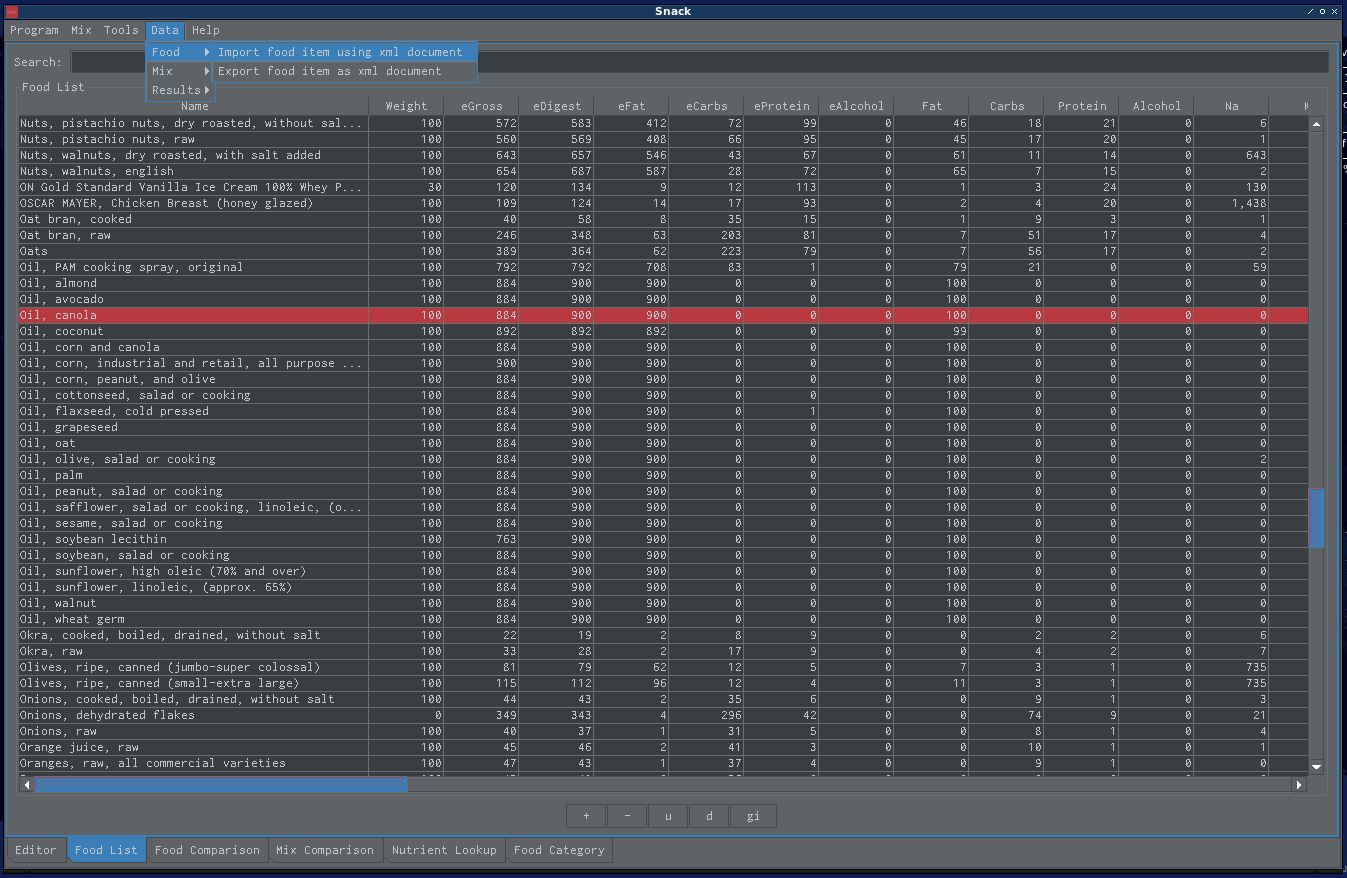 Snack
Program Mix Tools Data Help
Food Import food item using xml document
Search:
Mix Export food item as xml document
Food List
Results
Name Weight eGross eDigest eFat eCarbs eProtein eAlcohol Fat Carbs Protein Alcohol Na
Nuts, pistachio nuts, dry roasted, without sal... 100 572 583 412 72 99 0 46 18 21 0 6
Nuts, pistachio nuts, raw 100 560 569 408 66 95 0 45 17 20 0 1
Nuts, walnuts, dry roasted, with salt added 100 643 657 546 43 67 0 61 11 14 0 643
Nuts, walnuts, english 100 654 687 587 28 72 0 65 7 15 0 2
ON Gold Standard Vanilla Ice Cream 100% Whey P... 30 120 134 9 12 113 0 1 3 24 0 130
OSCAR MAYER, Chicken Breast (honey glazed) 100 109 124 14 17 93 0 2 4 20 0 1,438
Oat bran, cooked 100 40 58 8 35 15 0 1 9 3 0 1
Oat bran, raw 100 246 348 63 203 81 0 7 51 17 0 4
Oats 100 389 364 62 223 79 0 7 56 17 0 2
Oil, PAM cooking spray, original 100 792 792 708 83 1 0 79 21 0 0 59
Oil, almond 100 884 900 900 0 0 0 100 0 0 0 0
Oil, avocado 100 884 900 900 0 0 0 100 0 0 0 0
Oil, canola 100 884 900 900 0 0 0 100 0 0 0 0
Oil, coconut 100 892 892 892 0 0 0 99 0 0 0 0
Oil, corn and canola 100 884 900 900 0 0 0 100 0 0 0 0
Oil, corn, industrial and retail, all purpose ... 100 900 900 900 0 0 0 100 0 0 0 0
Oil, corn, peanut, and olive 100 884 900 900 0 0 0 100 0 0 0 0
Oil, cottonseed, salad or cooking 100 884 900 900 0 0 0 100 0 0 0 0
Oil, flaxseed, cold pressed 100 884 900 900 0 1 0 100 0 0 0 0
Oil, grapeseed 100 884 900 900 0 0 0 100 0 0 0 0
Oil, oat 100 884 900 900 0 0 0 100 0 0 0 0
Oil, olive, salad or cooking 100 884 900 900 0 0 0 100 0 0 0 2
Oil, palm 100 884 900 900 0 0 0 100 0 0 0 0
Oil, peanut, salad or cooking 100 884 900 900 0 0 0 100 0 0 0 0
Oil, safflower, salad or cooking, linoleic, (o... 100 884 900 900 0 0 0 100 0 0 0 0
Oil, sesame, salad or cooking 100 884 900 900 0 0 0 100 0 0 0 0
Oil, soybean lecithin 100 763 900 900 0 0 0 100 0 0 0 0
Oil, soybean, salad or cooking 100 884 900 900 0 0 0 100 0 0 0 0
Oil, sunflower, high oleic (70% and over) 100 884 900 900 0 0 0 100 0 0 0 0
Oil, sunflower, linoleic, (approx. 65%) 100 884 900 900 0 0 0 100 0 0 0 0
Oil, walnut 100 884 900 900 0 0 0 100 0 0 0 0
Oil, wheat germ 100 884 900 900 0 0 0 100 0 0 0 0
Okra, cooked, boiled, drained, without salt 100 22 19 2 8 9 0 0 2 2 0 6
Okra, raw 100 33 28 2 17 9 0 0 4 2 0 7
Olives, ripe, canned (jumbo-super colossal) 100 81 79 62 12 5 0 7 3 1 0 735
Olives, ripe, canned (small-extra large) 100 115 112 96 12 4 0 11 3 1 0 735
Onions, cooked, boiled, drained, without salt 100 44 43 2 35 6 0 0 9 1 0 3
Onions, dehydrated flakes 0 349 343 4 296 42 0 0 74 9 0 21
Onions, raw 100 40 37 1 31 5 0 0 8 1 0 4
Orange juice, raw 100 45 46 2 41 3 0 0 10 1 0 1
Oranges, raw, all commercial varieties 100 47 43 1 37 4 0 0 9 1 0 0
+ - u d gi
Editor Food List Food Comparison Mix Comparison Nutrient Lookup Food Category